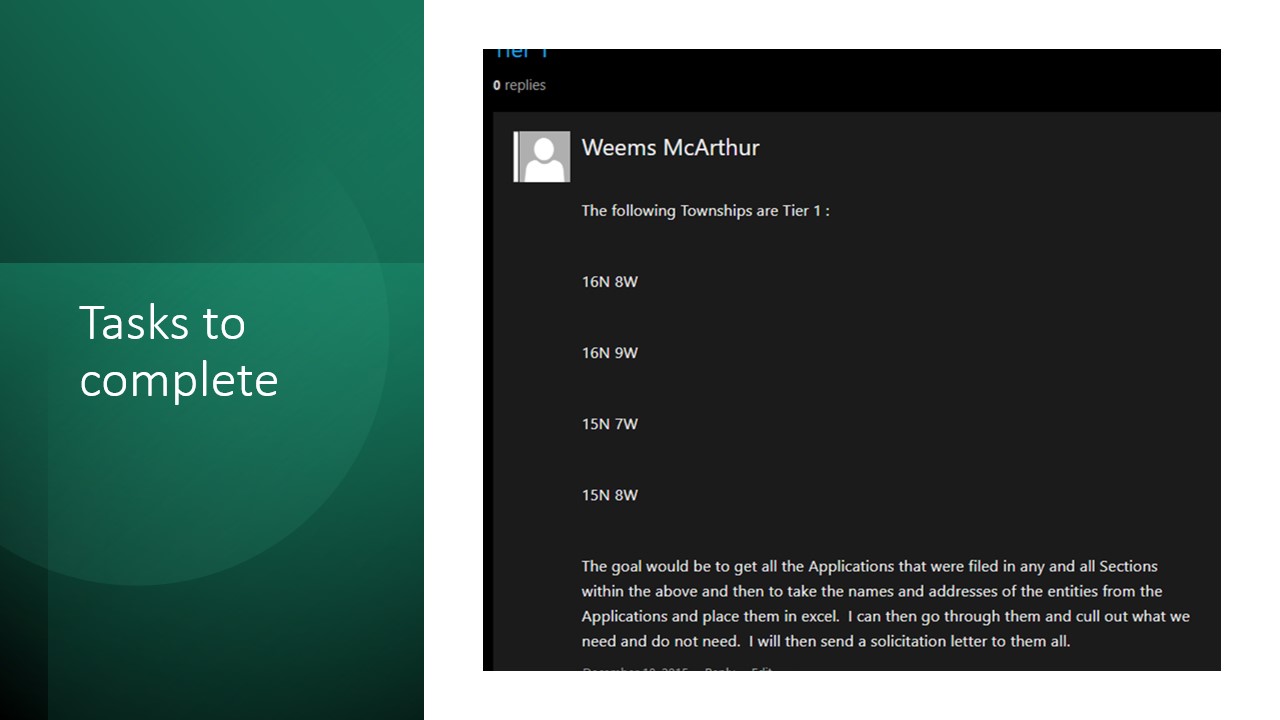 Tasks to
complete
Tier 1
0 replies
Weems McArthur
The following Townships are Tier 1 :
16N 8W
16N 9W
15N 7W
15N 8W
The goal would be to get all the Applications that were filed in any and all Sections
within the above and then to take the names and addresses of the entities from the
Applications and place them in excel.  I can then go through them and cull out what we
need and do not need.  I will then send a solicitation letter to them all.
Reply Edit